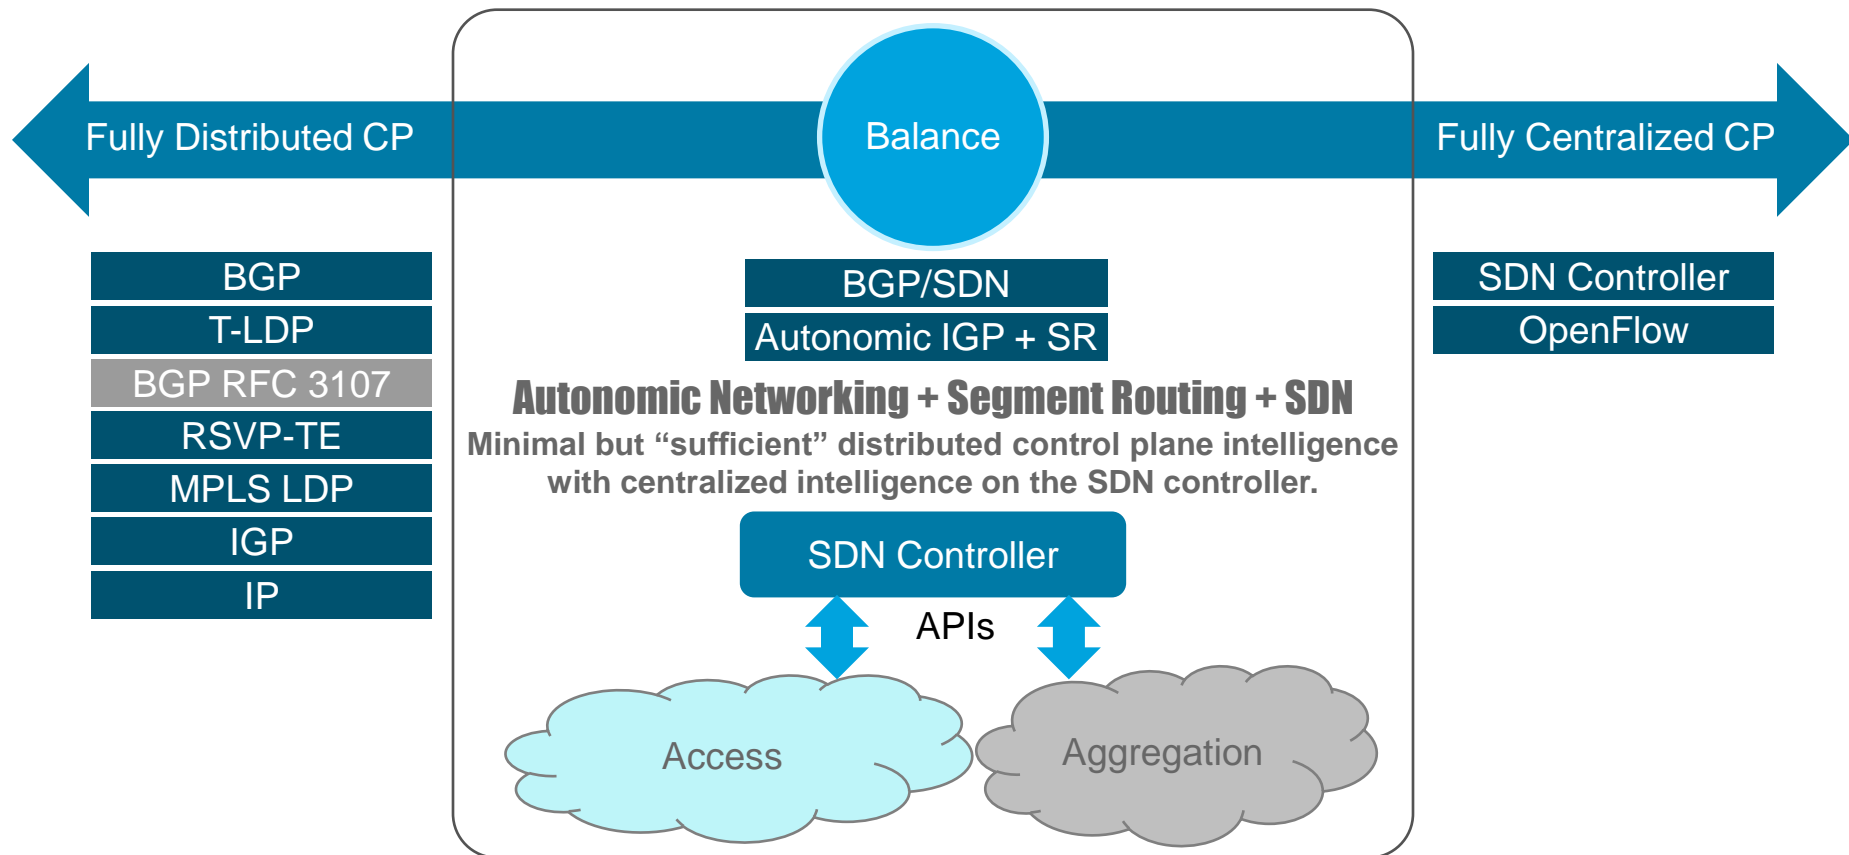 Fully Distributed CP
Balance
Fully Centralized CP
BGP
T-LDP
BGP RFC 3107
RSVP-TE
MPLS LDP
IGP
IP
BGP/SDN
Autonomic IGP + SR
Autonomic Networking + Segment Routing + SDN
Minimal but “sufficient” distributed control plane intelligence
with centralized intelligence on the SDN controller.
SDN Controller
APIs
Access
Aggregation
SDN Controller
OpenFlow